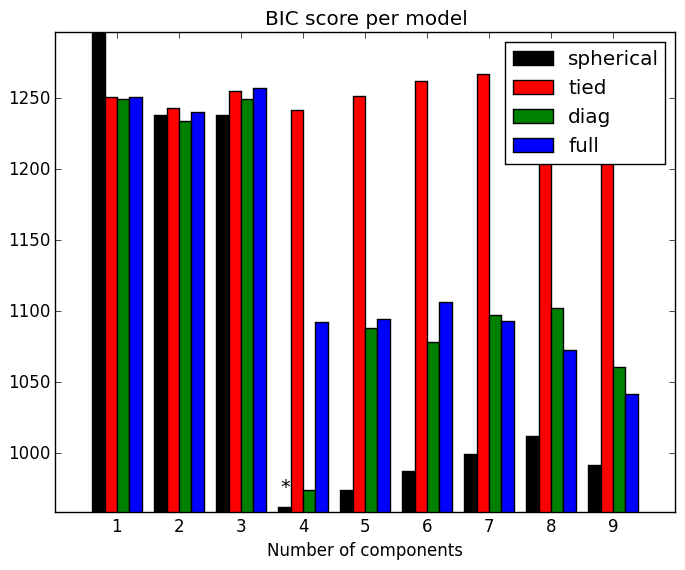 BIC score per model
spherical
tied
diag
full
1250
1200
1150
1100
1050
1000
*
1 2 3 4 5 6 7 8 9
Number of components